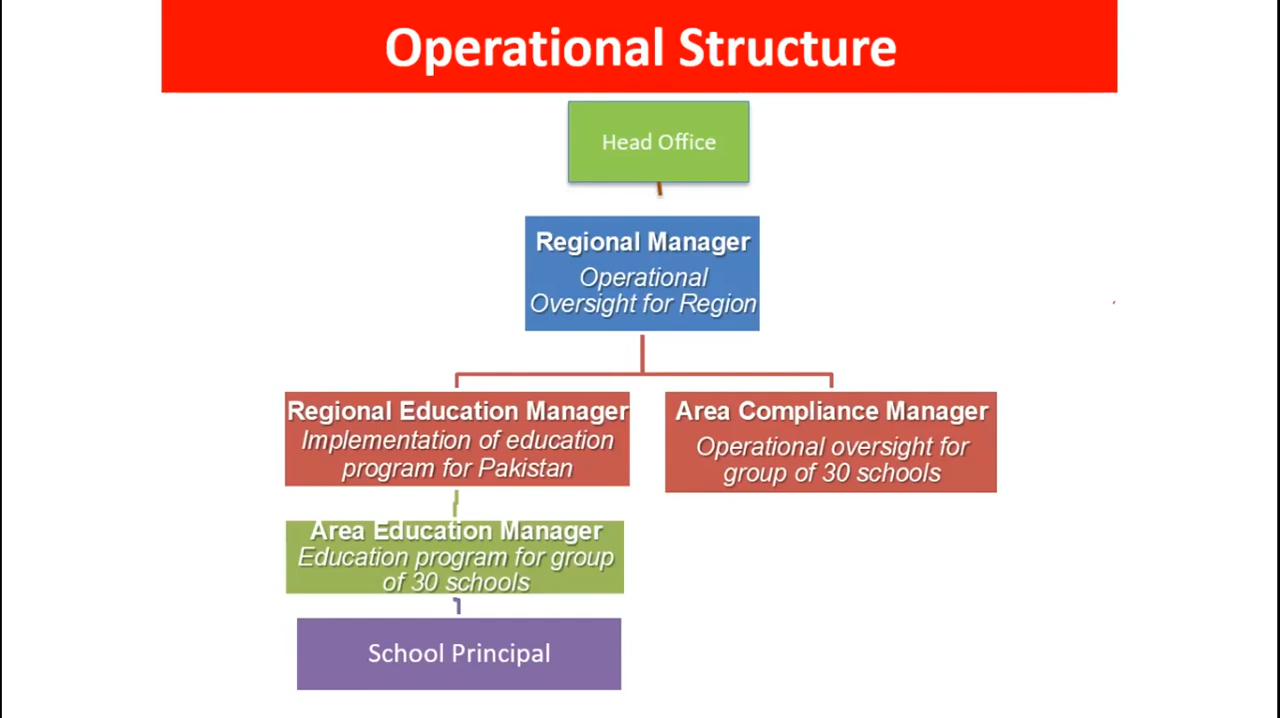 Operational Structure
Head Office
Regional Manager
Operational
Oversight for Region
Regional Education Manager
Implementation of education
program for Pakistan
Area Compliance Manager
Operational oversight for
group of 30 schools
Area Education Manager
Education program for group
of 30 schools
School Principal